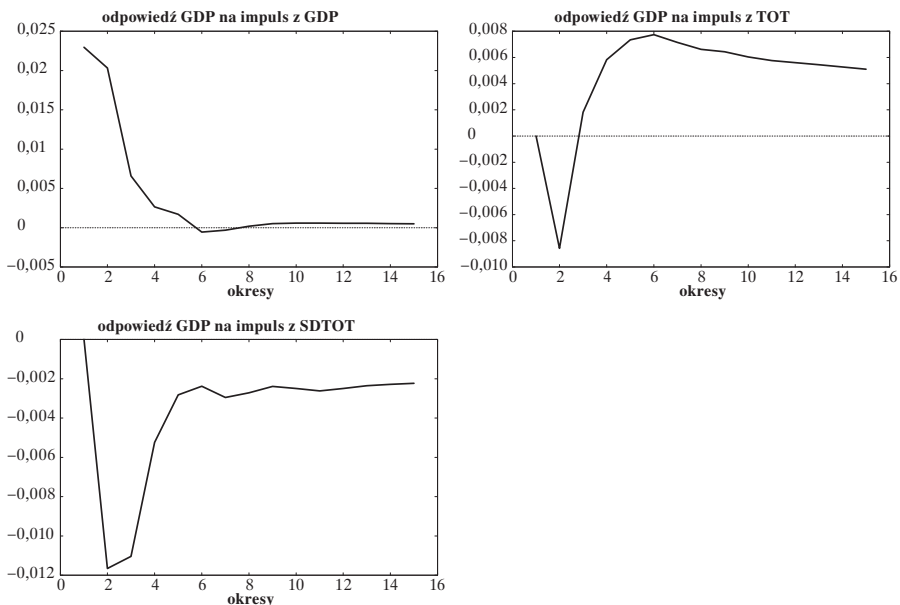 odpowiedź GDP na impuls z GDP
0,025
0,02
0,015
0,01
0,005
0
−0,005
0 2 4 6 8 10 12 14 16
okresy
odpowiedź GDP na impuls z TOT
0,008
0,006
0,004
0,002
0
−0,002
−0,004
−0,006
−0,008
−0,010
0 2 4 6 8 10 12 14 16
okresy
odpowiedź GDP na impuls z SDTOT
0
−0,002
−0,004
−0,006
−0,008
−0,010
−0,012
0 2 4 6 8 10 12 14 16
okresy